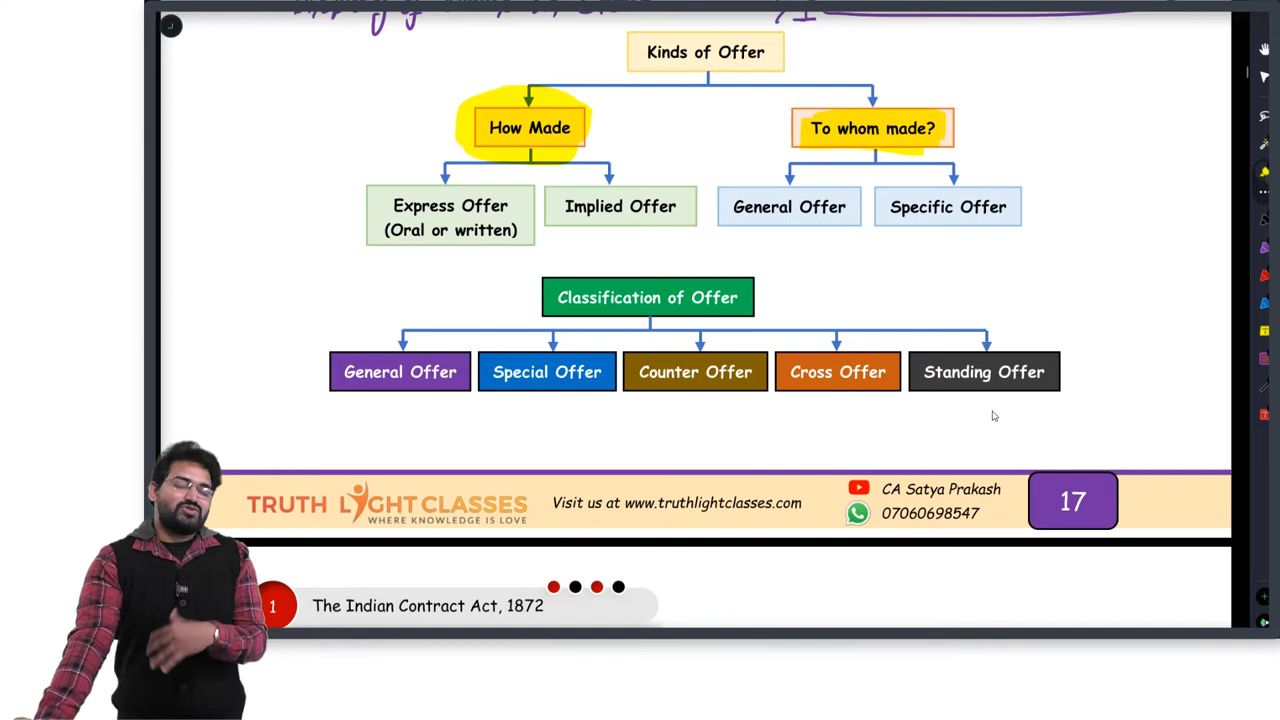 Kinds of Offer
How Made
To whom made?
Express Offer
(Oral or written)
Implied Offer
General Offer
Specific Offer
Classification of Offer
General Offer
Special Offer
Counter Offer
Cross Offer
Standing Offer
TRUTH LIGHT CLASSES
WHERE KNOWLEDGE IS LOVE
Visit us at www.truthlightclasses.com
CA Satya Prakash
07060698547
17
1
The Indian Contract Act, 1872